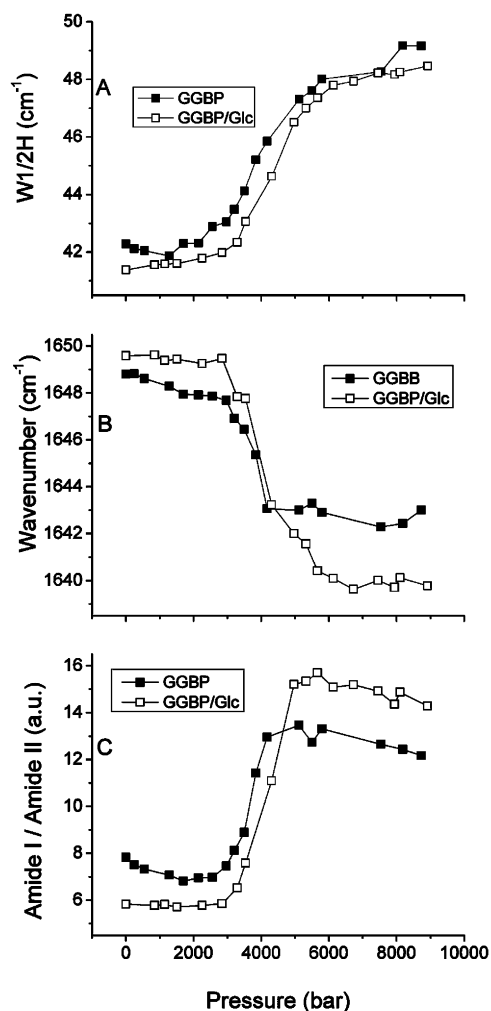 50
48
46
44
42
W1/2H (cm⁻¹)
A
GGBP
GGBP/Glc
1650
1648
1646
1644
1642
1640
Wavenumber (cm⁻¹)
B
GGBB
GGBP/Glc
16
14
12
10
8
6
Amide I / Amide II (a.u.)
C
GGBP
GGBP/Glc
0 2000 4000 6000 8000 10000
Pressure (bar)